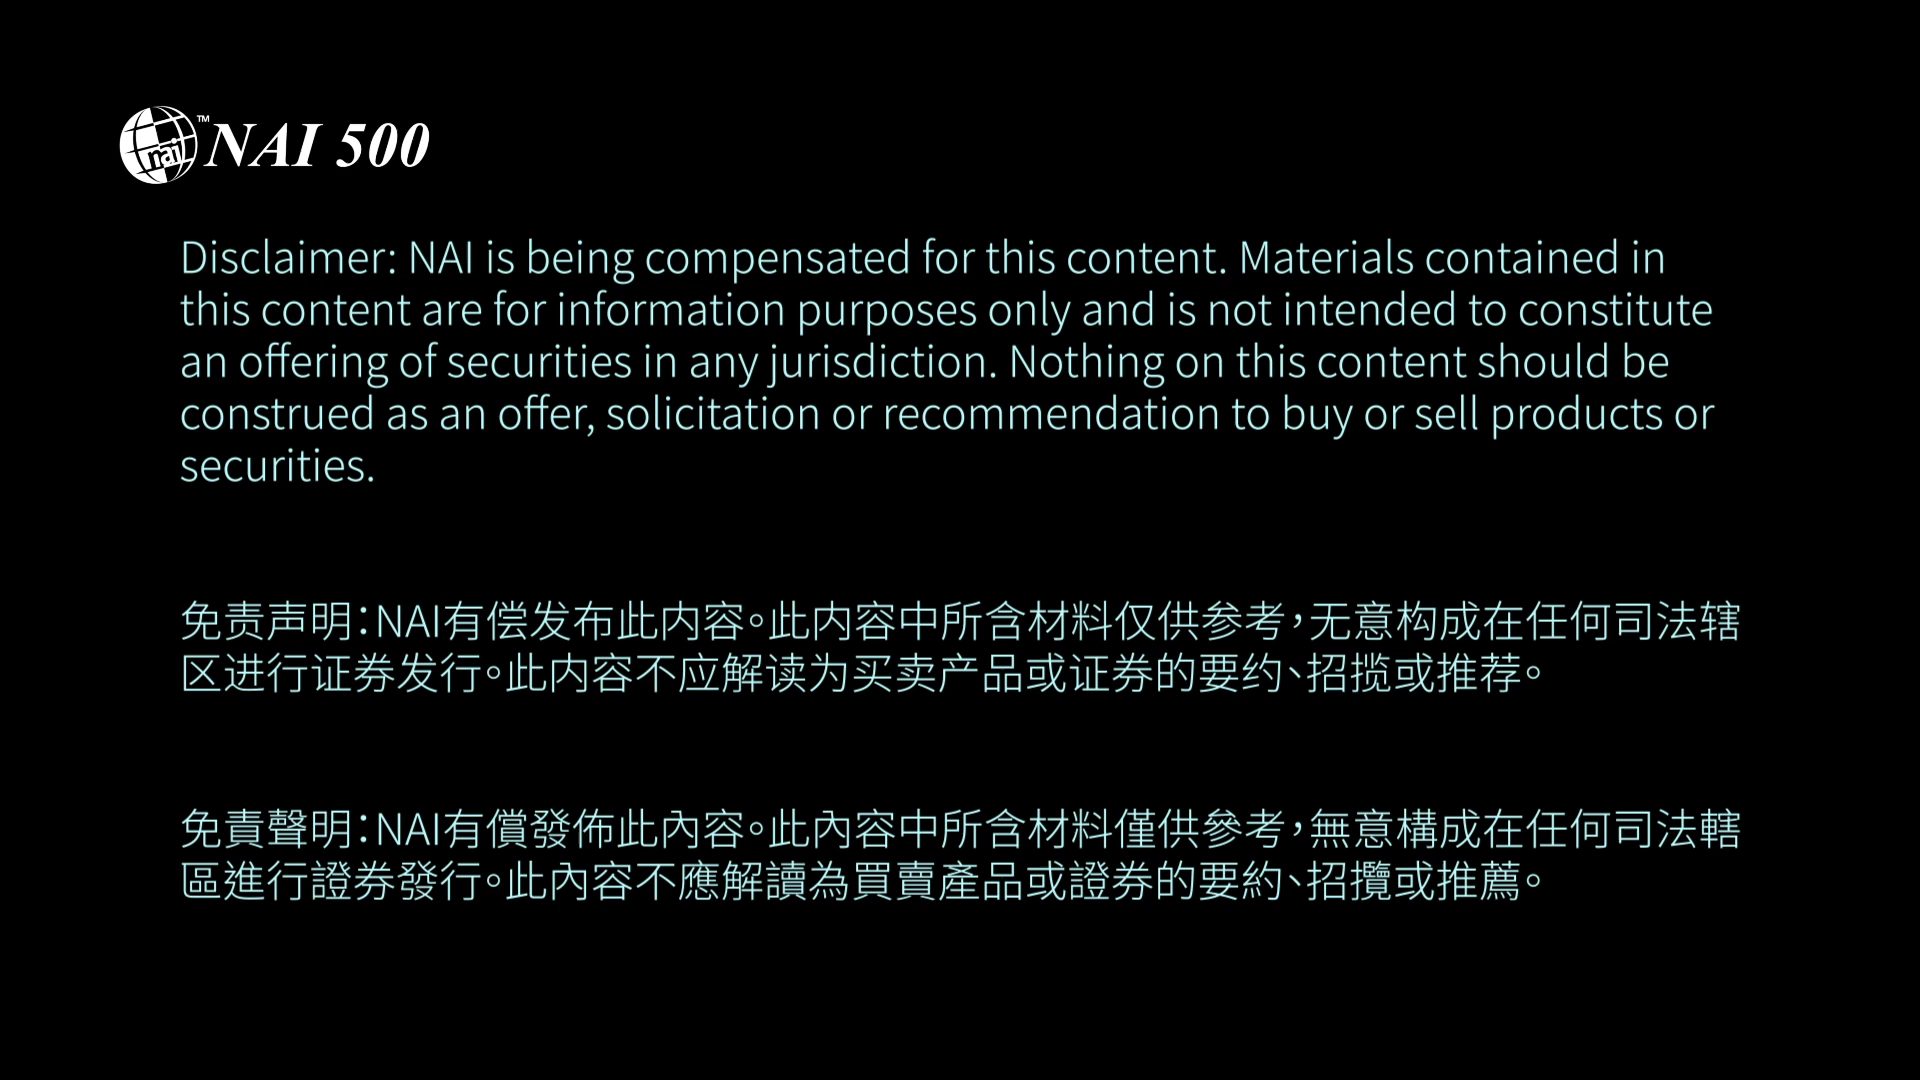 nai™ NAI 500
Disclaimer: NAI is being compensated for this content. Materials contained in
this content are for information purposes only and is not intended to constitute
an offering of securities in any jurisdiction. Nothing on this content should be
construed as an offer, solicitation or recommendation to buy or sell products or
securities.
免责声明：NAI有偿发布此内容。此内容中所含材料仅供参考，无意构成在任何司法辖
区进行证券发行。此内容不应解读为买卖产品或证券的要约、招揽或推荐。
免責聲明：NAI有償發佈此內容。此內容中所含材料僅供參考，無意構成在任何司法轄
區進行證券發行。此內容不應解讀為買賣產品或證券的要約、招攬或推薦。